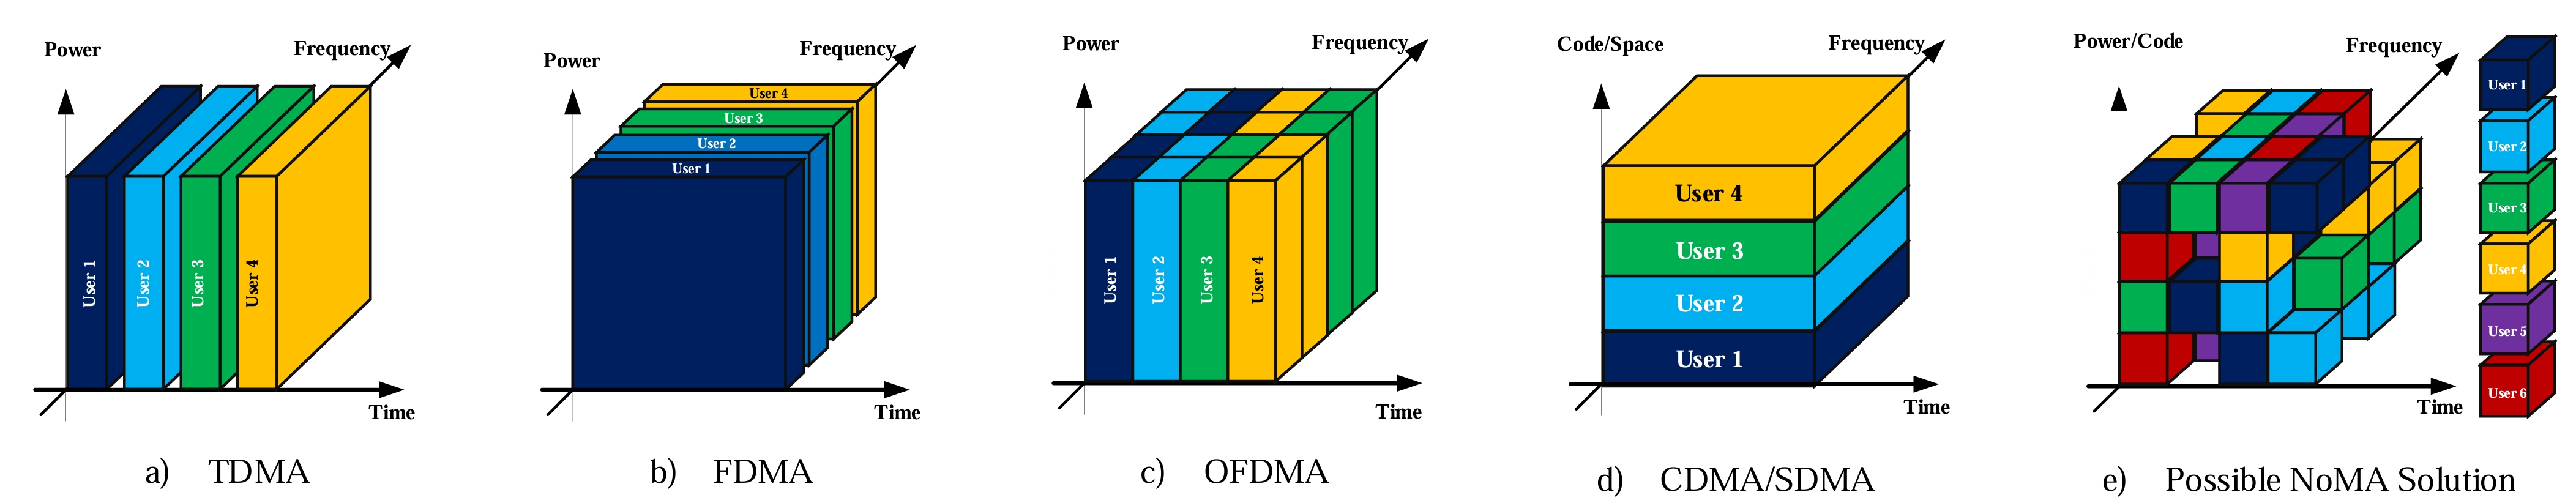 Power
Frequency
User 1
User 2
User 3
User 4
Time
a) TDMA
Power
Frequency
User 4
User 3
User 2
User 1
Time
b) FDMA
Power
Frequency
User 1
User 2
User 3
User 4
Time
c) OFDMA
Code/Space
Frequency
User 4
User 3
User 2
User 1
Time
d) CDMA/SDMA
Power/Code
Frequency
Time
User 1
User 2
User 3
User 4
User 5
User 6
e) Possible NoMA Solution